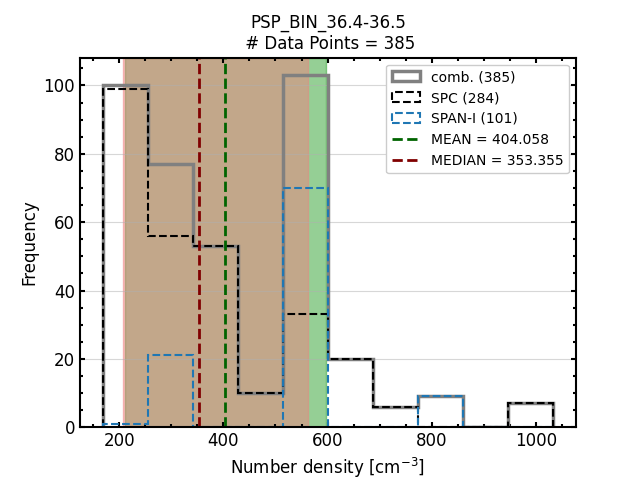 PSP_BIN_36.4-36.5
# Data Points = 385
comb. (385)
SPC (284)
SPAN-I (101)
MEAN = 404.058
MEDIAN = 353.355
Frequency
100
80
60
40
20
0
200 400 600 800 1000
Number density [cm⁻³]